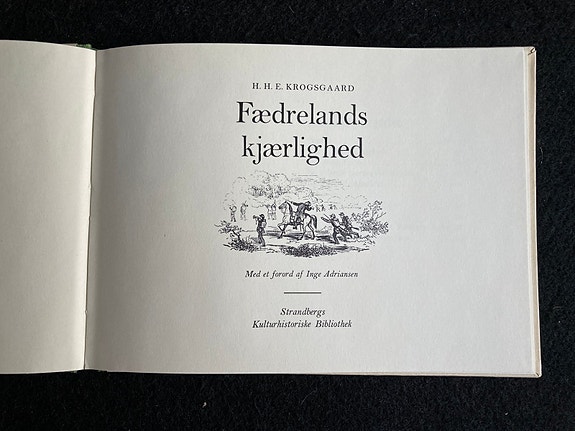 H. H. E. KROGSGAARD
Fædrelands
kjærlighed
Med et forord af Inge Adriansen
Strandbergs
Kulturhistoriske Bibliothek